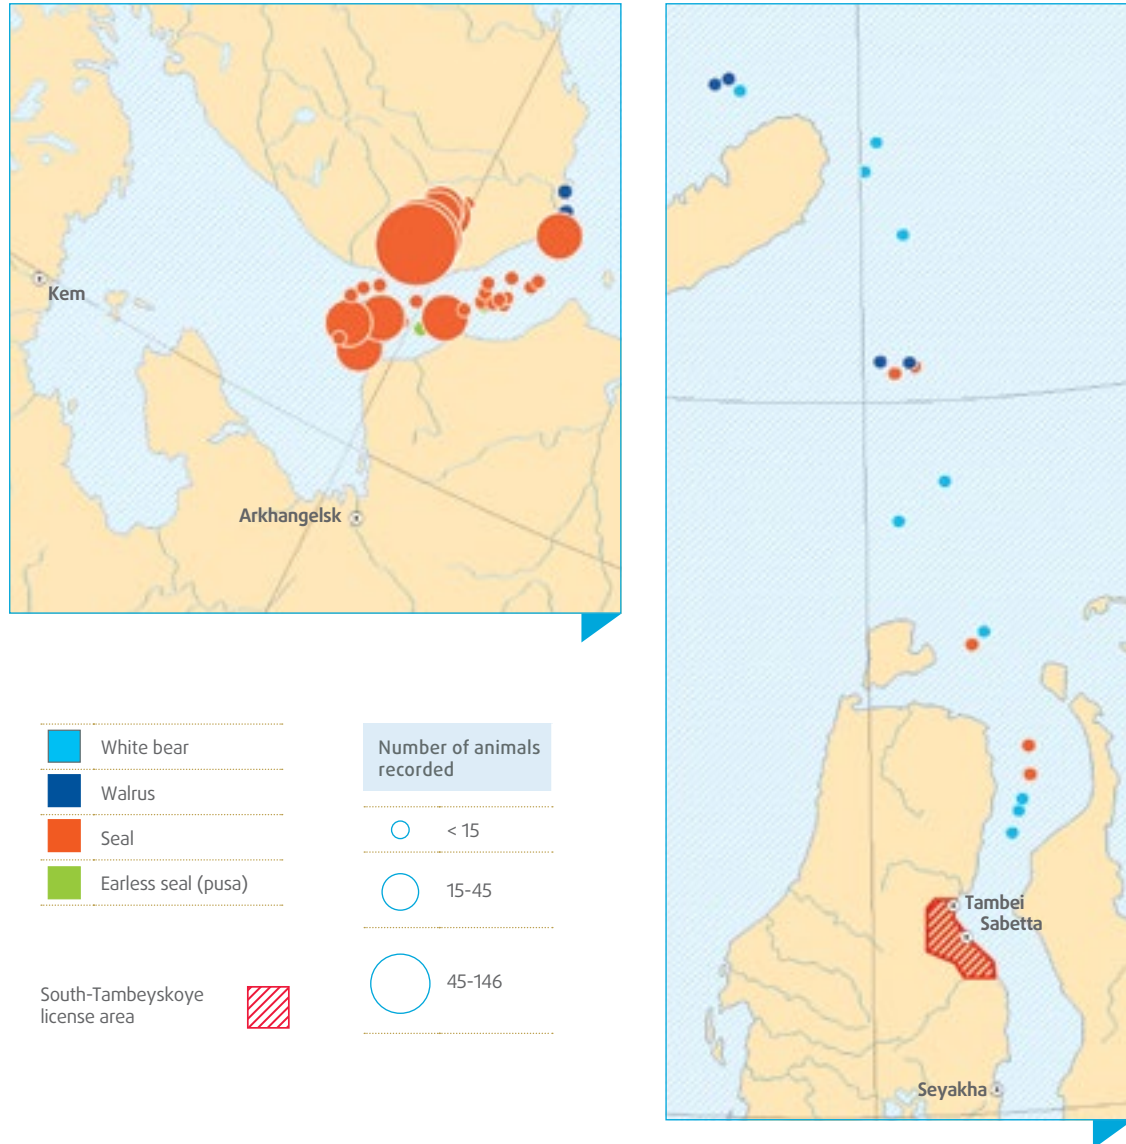 Kem
Arkhangelsk
White bear
Walrus
Seal
Earless seal (pusa)
South-Tambeyskoye
license area
Number of animals
recorded
< 15
15-45
45-146
Tambei
Sabetta
Seyakha